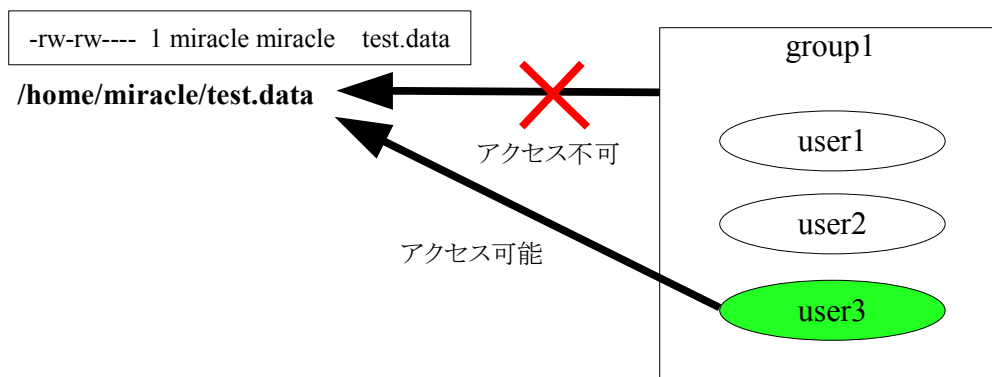 -rw-rw---- 1 miracle miracle test.data
/home/miracle/test.data
アクセス不可
アクセス可能
group1
user1
user2
user3